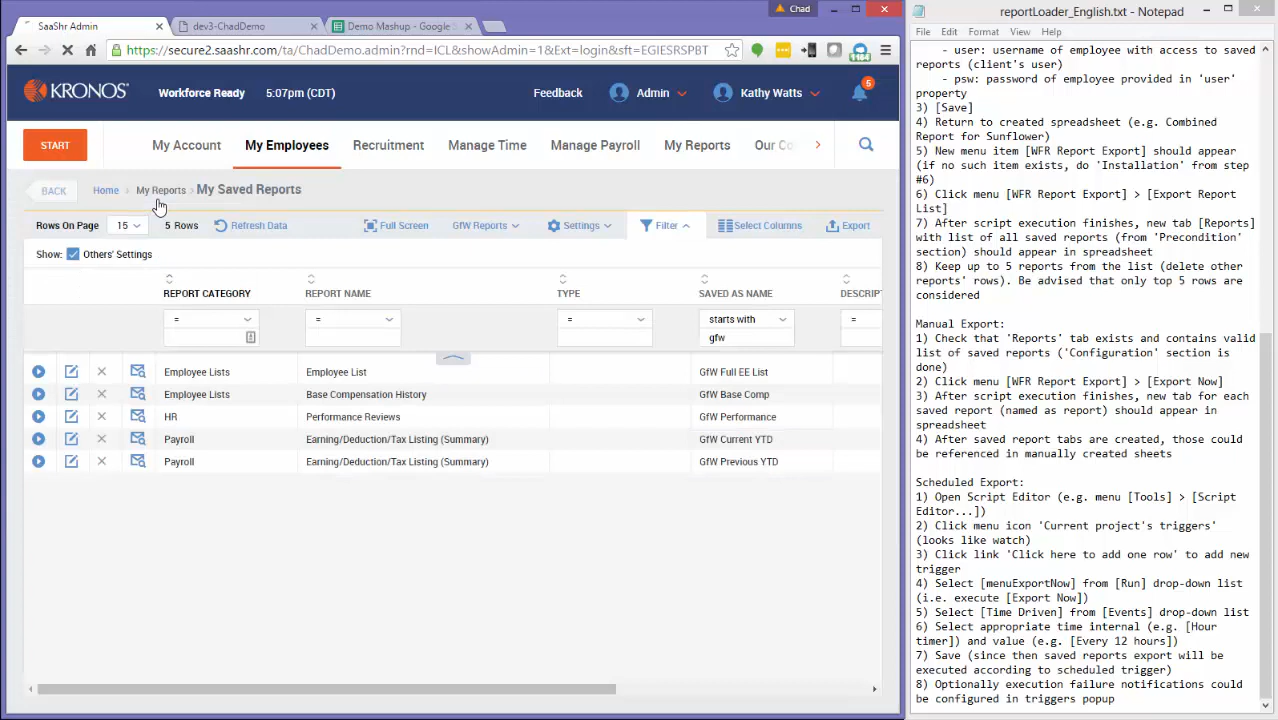 Chad
SaaShr Admin
dev3-ChadDemo
Demo Mashup - Google S
https://secure2.saashr.com/ta/ChadDemo.admin?rnd=ICL&showAdmin=1&Ext=login&sft=EGIESRSPBT
1184
KRONOS
Workforce Ready
5:07pm (CDT)
Feedback
Admin
Kathy Watts
5
START
My Account
My Employees
Recruitment
Manage Time
Manage Payroll
My Reports
Our Co
BACK
Home > My Reports > My Saved Reports
Rows On Page
15
5 Rows
Refresh Data
Full Screen
GfW Reports
Settings
Filter
Select Columns
Export
Show:
Others' Settings
REPORT CATEGORY
REPORT NAME
TYPE
SAVED AS NAME
DESCRIPT
=
=
=
starts with
=
gfw
Employee Lists
Employee List
GfW Full EE List
Employee Lists
Base Compensation History
GfW Base Comp
HR
Performance Reviews
GfW Performance
Payroll
Earning/Deduction/Tax Listing (Summary)
GfW Current YTD
Payroll
Earning/Deduction/Tax Listing (Summary)
GfW Previous YTD
reportLoader_English.txt - Notepad
File Edit Format View Help
- user: username of employee with access to saved
reports (client's user)
- psw: password of employee provided in 'user'
property
3) [Save]
4) Return to created spreadsheet (e.g. Combined
Report for Sunflower)
5) New menu item [WFR Report Export] should appear
(if no such item exists, do 'Installation' from step
#6)
6) Click menu [WFR Report Export] > [Export Report
List]
7) After script execution finishes, new tab [Reports]
with list of all saved reports (from 'Precondition'
section) should appear in spreadsheet
8) Keep up to 5 reports from the list (delete other
reports' rows). Be advised that only top 5 rows are
considered
Manual Export:
1) Check that 'Reports' tab exists and contains valid
list of saved reports ('Configuration' section is
done)
2) Click menu [WFR Report Export] > [Export Now]
3) After script execution finishes, new tab for each
saved report (named as report) should appear in
spreadsheet
4) After saved report tabs are created, those could
be referenced in manually created sheets
Scheduled Export:
1) Open Script Editor (e.g. menu [Tools] > [Script
Editor...])
2) Click menu icon 'Current project's triggers'
(looks like watch)
3) Click link 'Click here to add one row' to add new
trigger
4) Select [menuExportNow] from [Run] drop-down list
(i.e. execute [Export Now])
5) Select [Time Driven] from [Events] drop-down list
6) Select appropriate time internal (e.g. [Hour
timer]) and value (e.g. [Every 12 hours])
7) Save (since then saved reports export will be
executed according to scheduled trigger)
8) Optionally execution failure notifications could
be configured in triggers popup